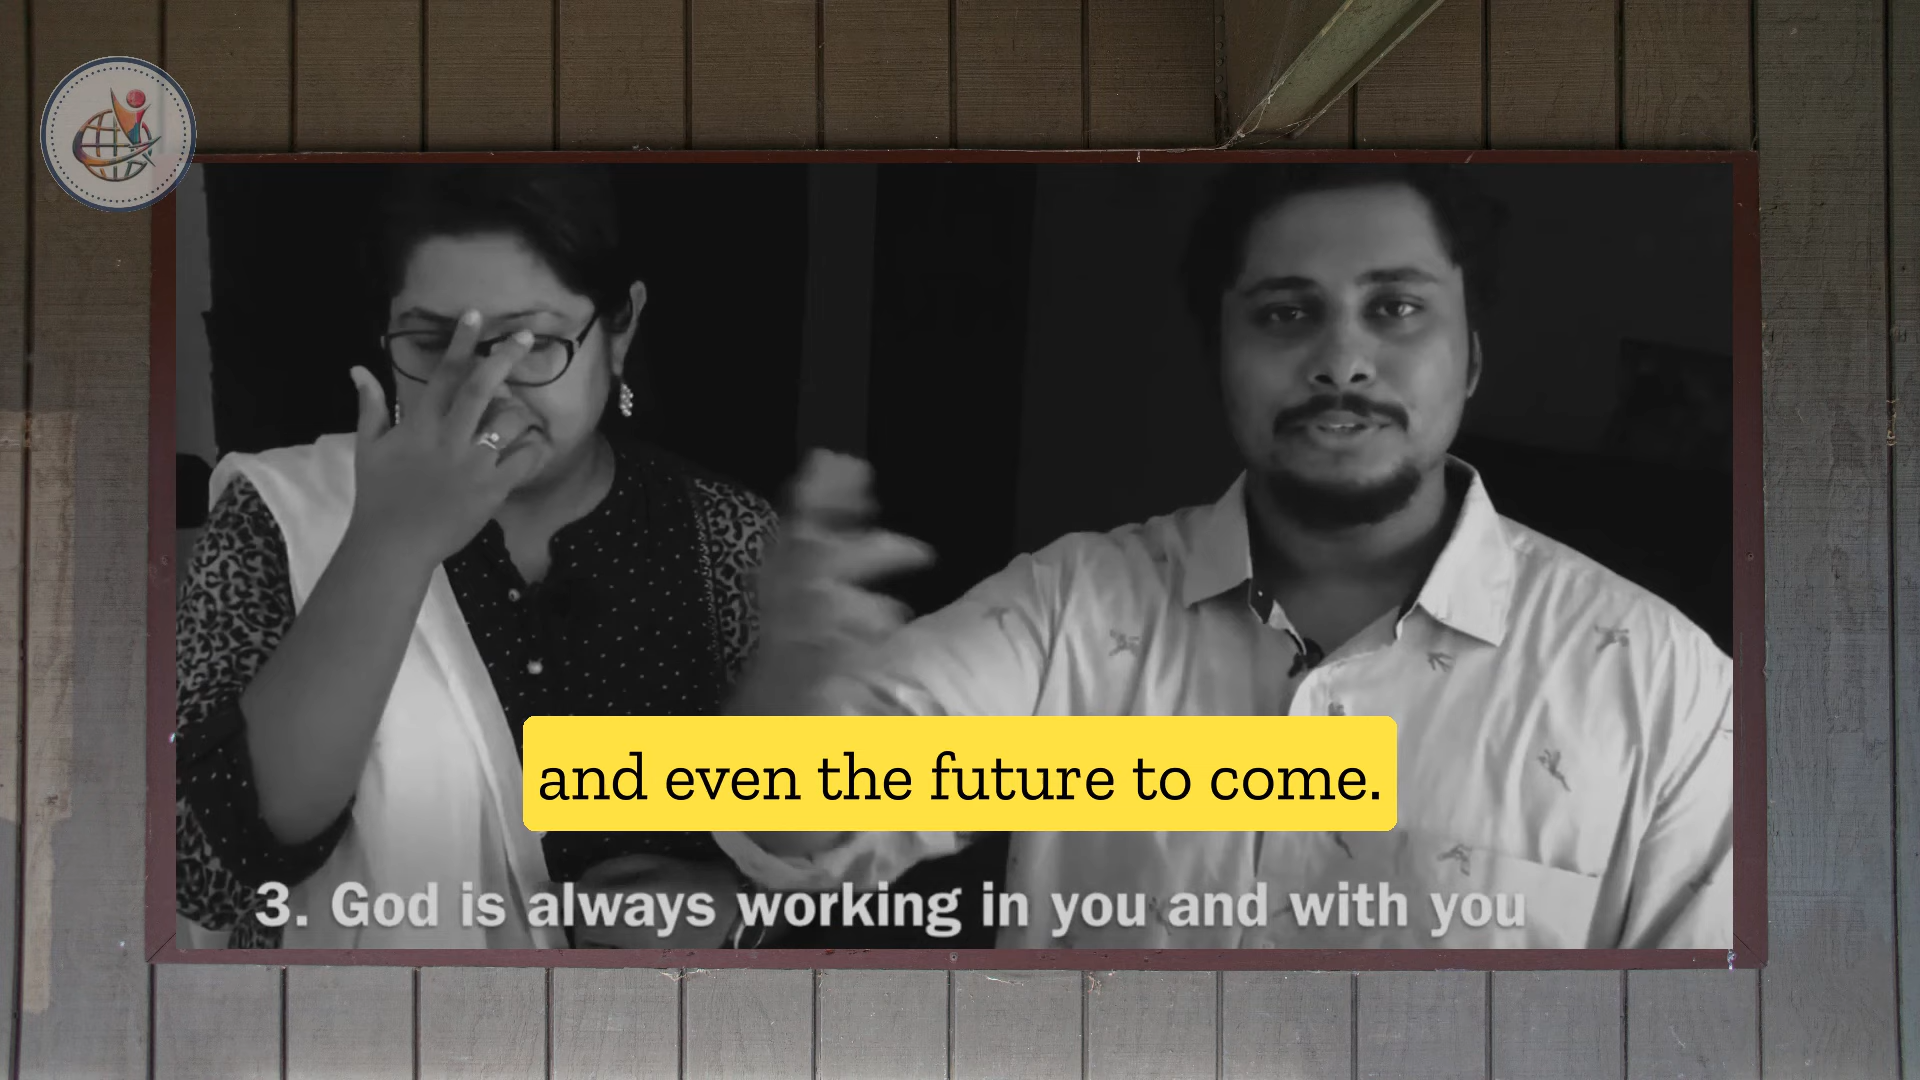 and even the future to come.
3. God is always working in you and with you